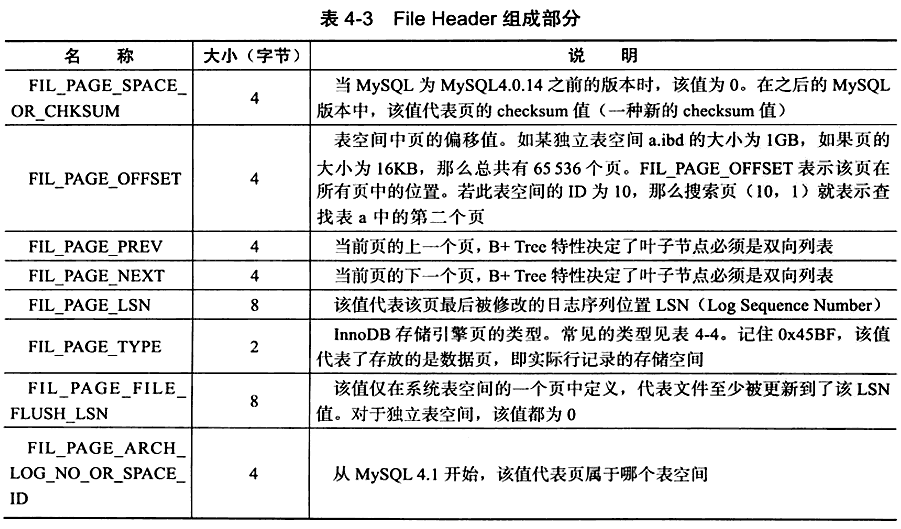 表 4-3 File Header 组成部分
名 称 大小（字节） 说 明
FIL_PAGE_SPACE_
OR_CHKSUM
4
当 MySQL 为 MySQL4.0.14 之前的版本时，该值为 0。在之后的 MySQL
版本中，该值代表页的 checksum 值（一种新的 checksum 值）
FIL_PAGE_OFFSET
4
表空间中页的偏移值。如某独立表空间 a.ibd 的大小为 1GB，如果页的
大小为 16KB，那么总共有 65 536 个页。FIL_PAGE_OFFSET 表示该页在
所有页中的位置。若此表空间的 ID 为 10，那么搜索页（10，1）就表示查
找表 a 中的第二个页
FIL_PAGE_PREV 4 当前页的上一个页，B+ Tree 特性决定了叶子节点必须是双向列表
FIL_PAGE_NEXT 4 当前页的下一个页，B+ Tree 特性决定了叶子节点必须是双向列表
FIL_PAGE_LSN 8 该值代表该页最后被修改的日志序列位置 LSN（Log Sequence Number）
FIL_PAGE_TYPE
2
InnoDB 存储引擎页的类型。常见的类型见表 4-4。记住 0x45BF，该值
代表了存放的是数据页，即实际行记录的存储空间
FIL_PAGE_FILE_
FLUSH_LSN
8
该值仅在系统表空间的一个页中定义，代表文件至少被更新到了该 LSN
值。对于独立表空间，该值都为 0
FIL_PAGE_ARCH_
LOG_NO_OR_SPACE_
ID
4
从 MySQL 4.1 开始，该值代表页属于哪个表空间